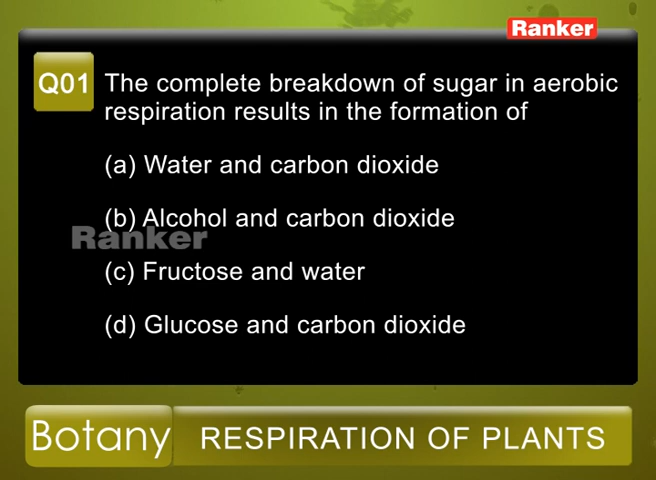 Ranker
Q01 The complete breakdown of sugar in aerobic
respiration results in the formation of
(a) Water and carbon dioxide
(b) Alcohol and carbon dioxide
Ranker
(c) Fructose and water
(d) Glucose and carbon dioxide
Botany RESPIRATION OF PLANTS